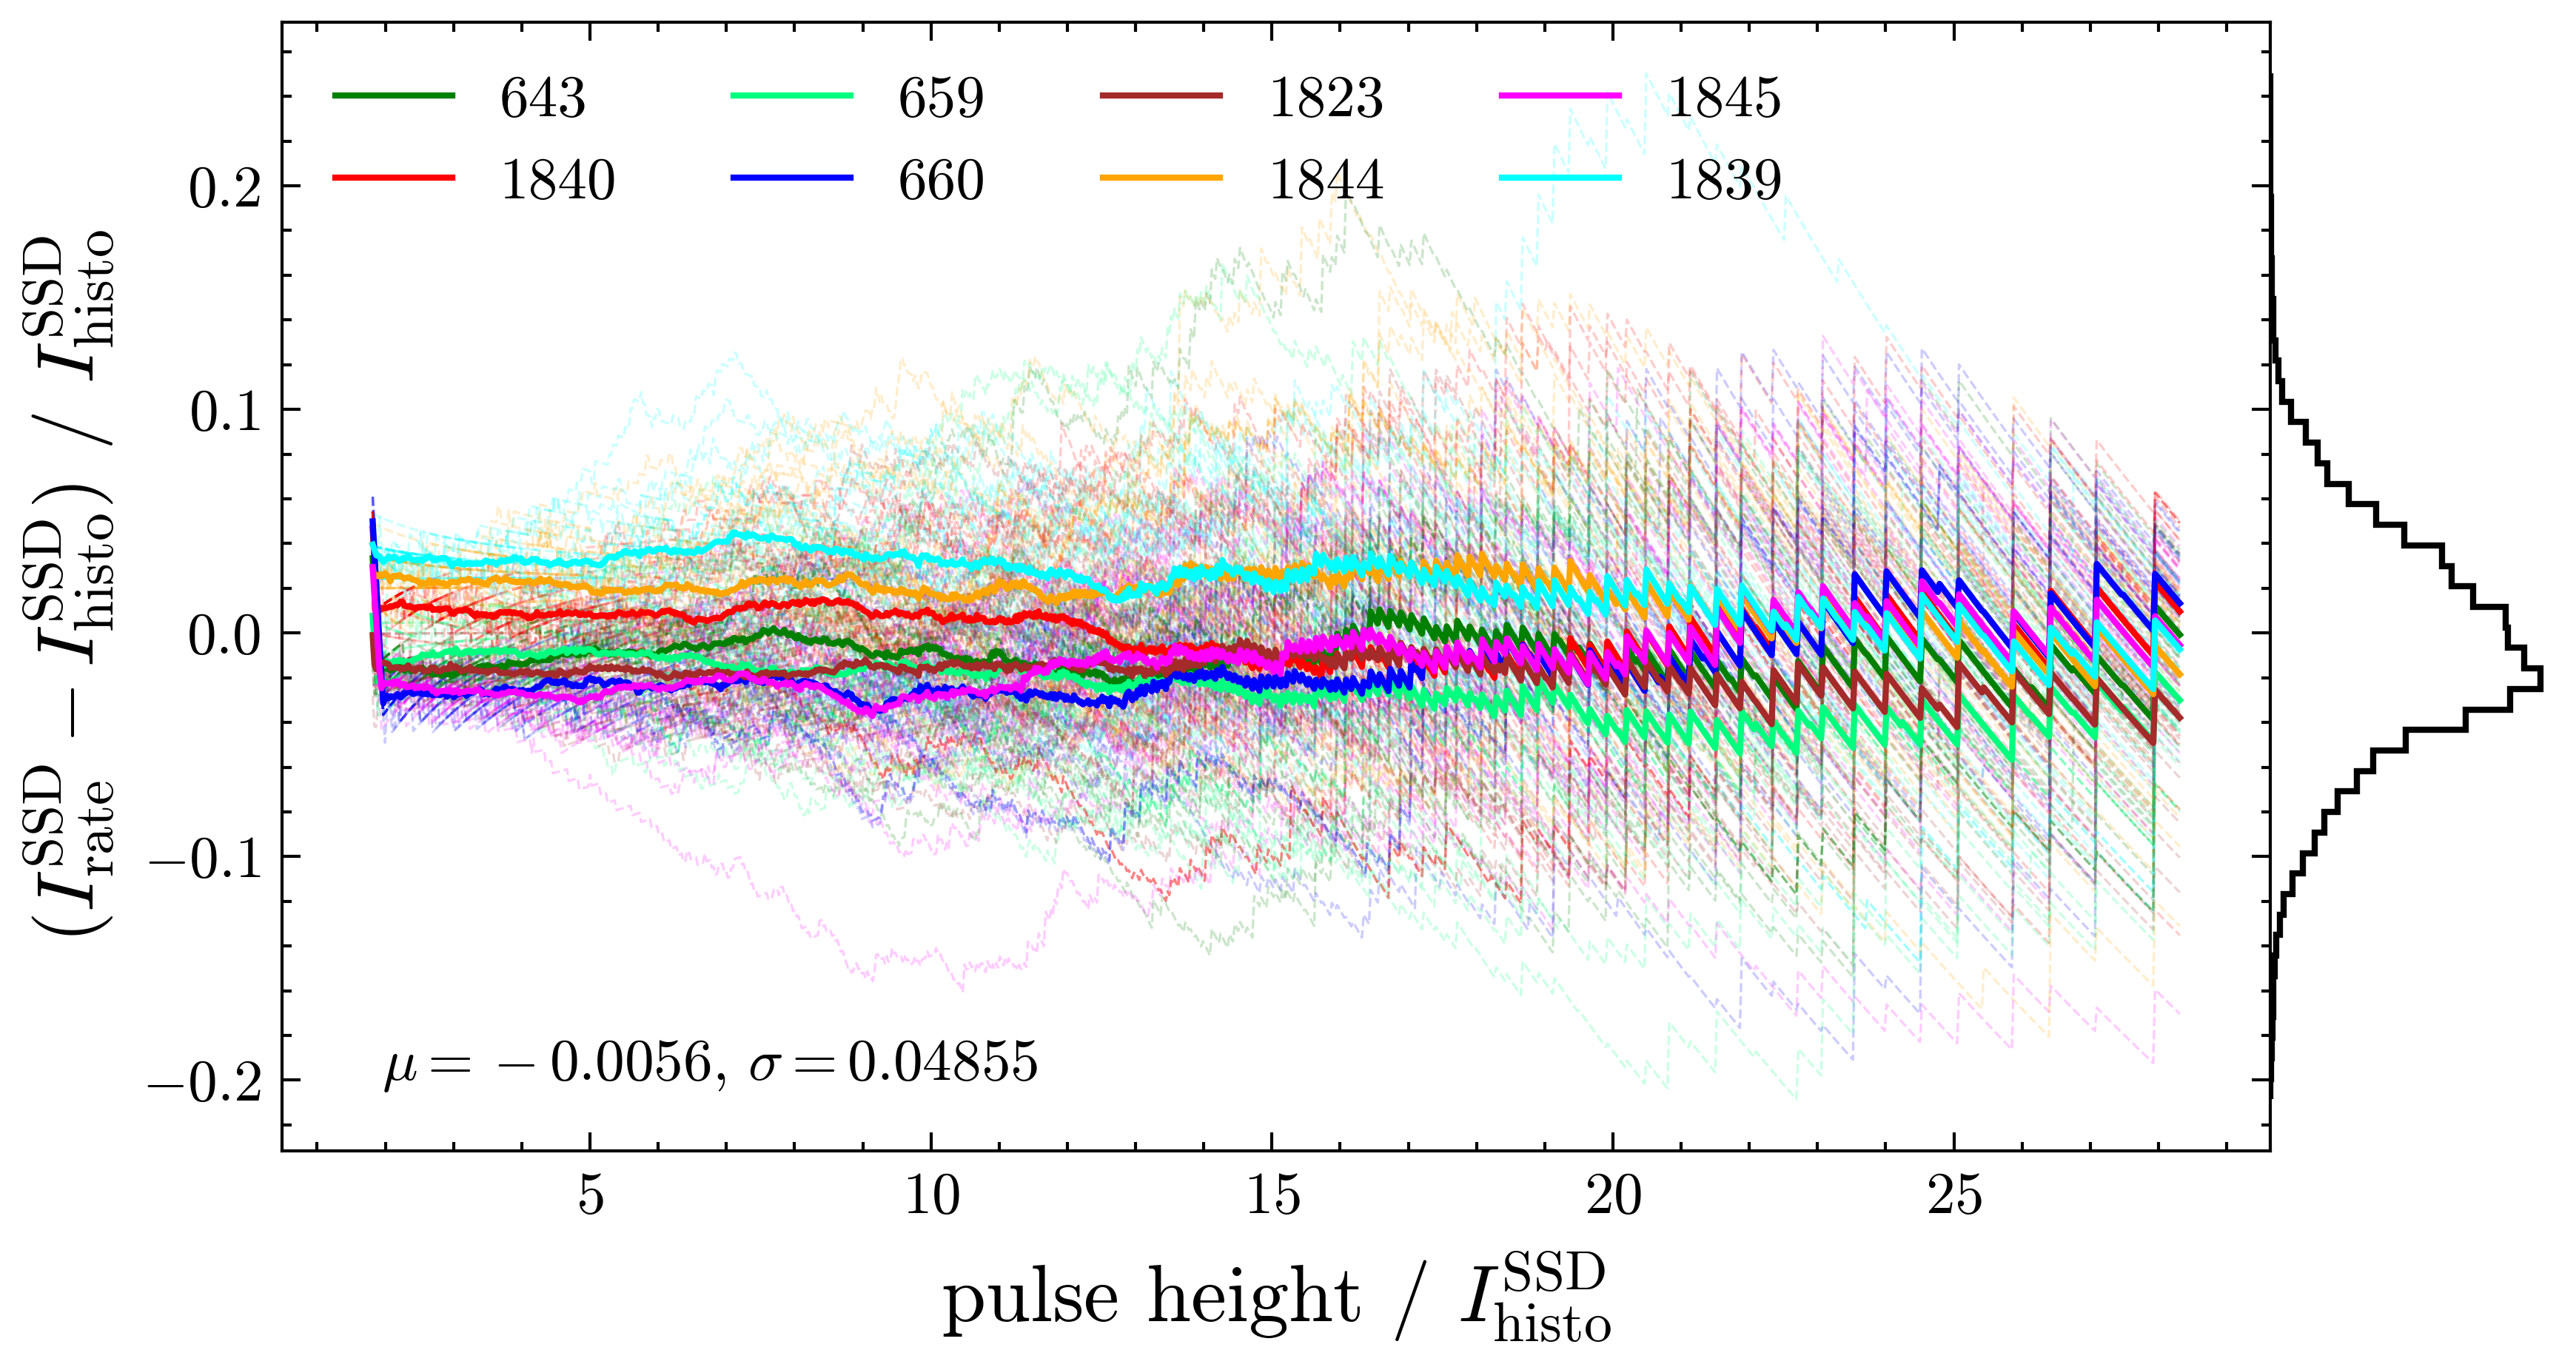 643 659 1823 1845
1840 660 1844 1839
0.2
0.1
0.0
−0.1
−0.2
(I_rate^SSD − I_histo^SSD) / I_histo^SSD
μ = −0.0056, σ = 0.04855
5 10 15 20 25
pulse height / I_histo^SSD